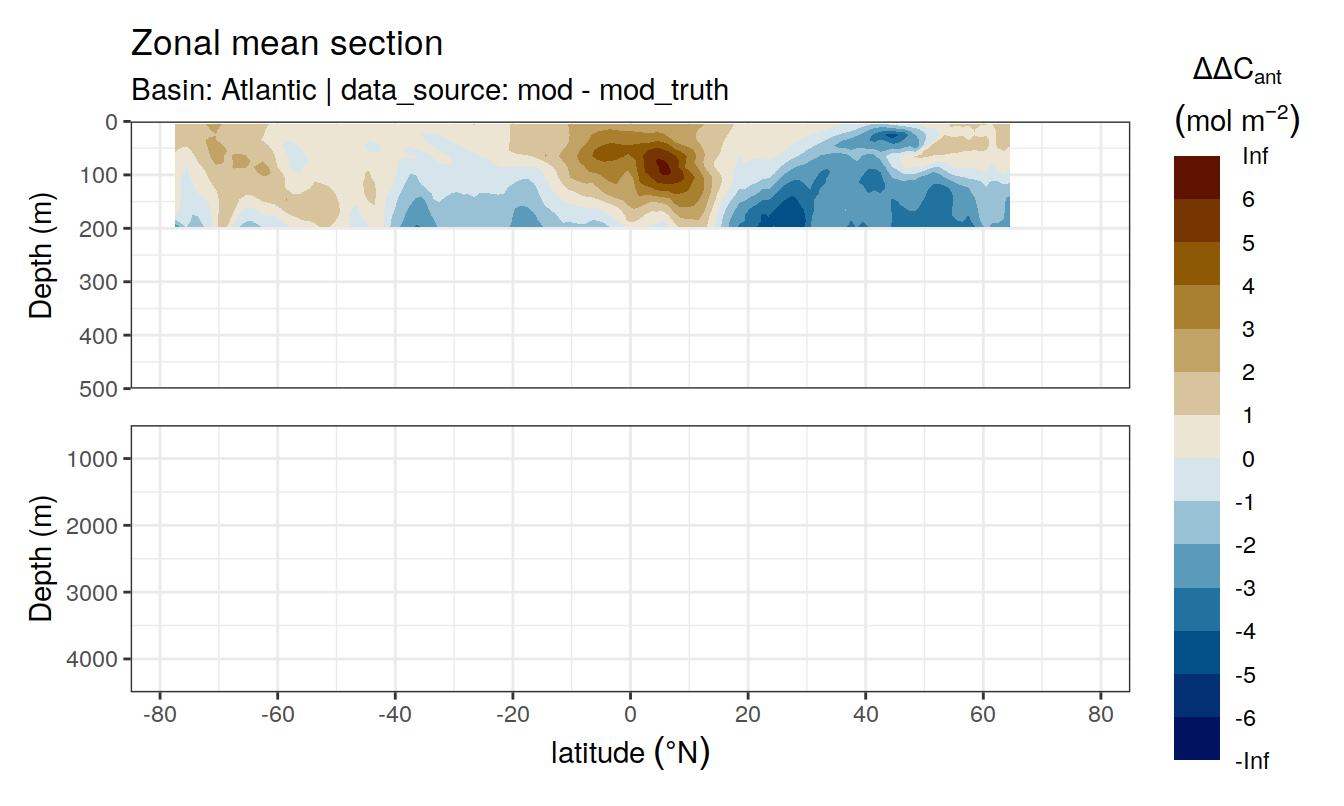 Zonal mean section
Basin: Atlantic | data_source: mod - mod_truth
ΔΔCant
(mol m−2)
Inf
6
5
4
3
2
1
0
-1
-2
-3
-4
-5
-6
-Inf
Depth (m)
0
100
200
300
400
500
Depth (m)
1000
2000
3000
4000
-80 -60 -40 -20 0 20 40 60 80
latitude (°N)